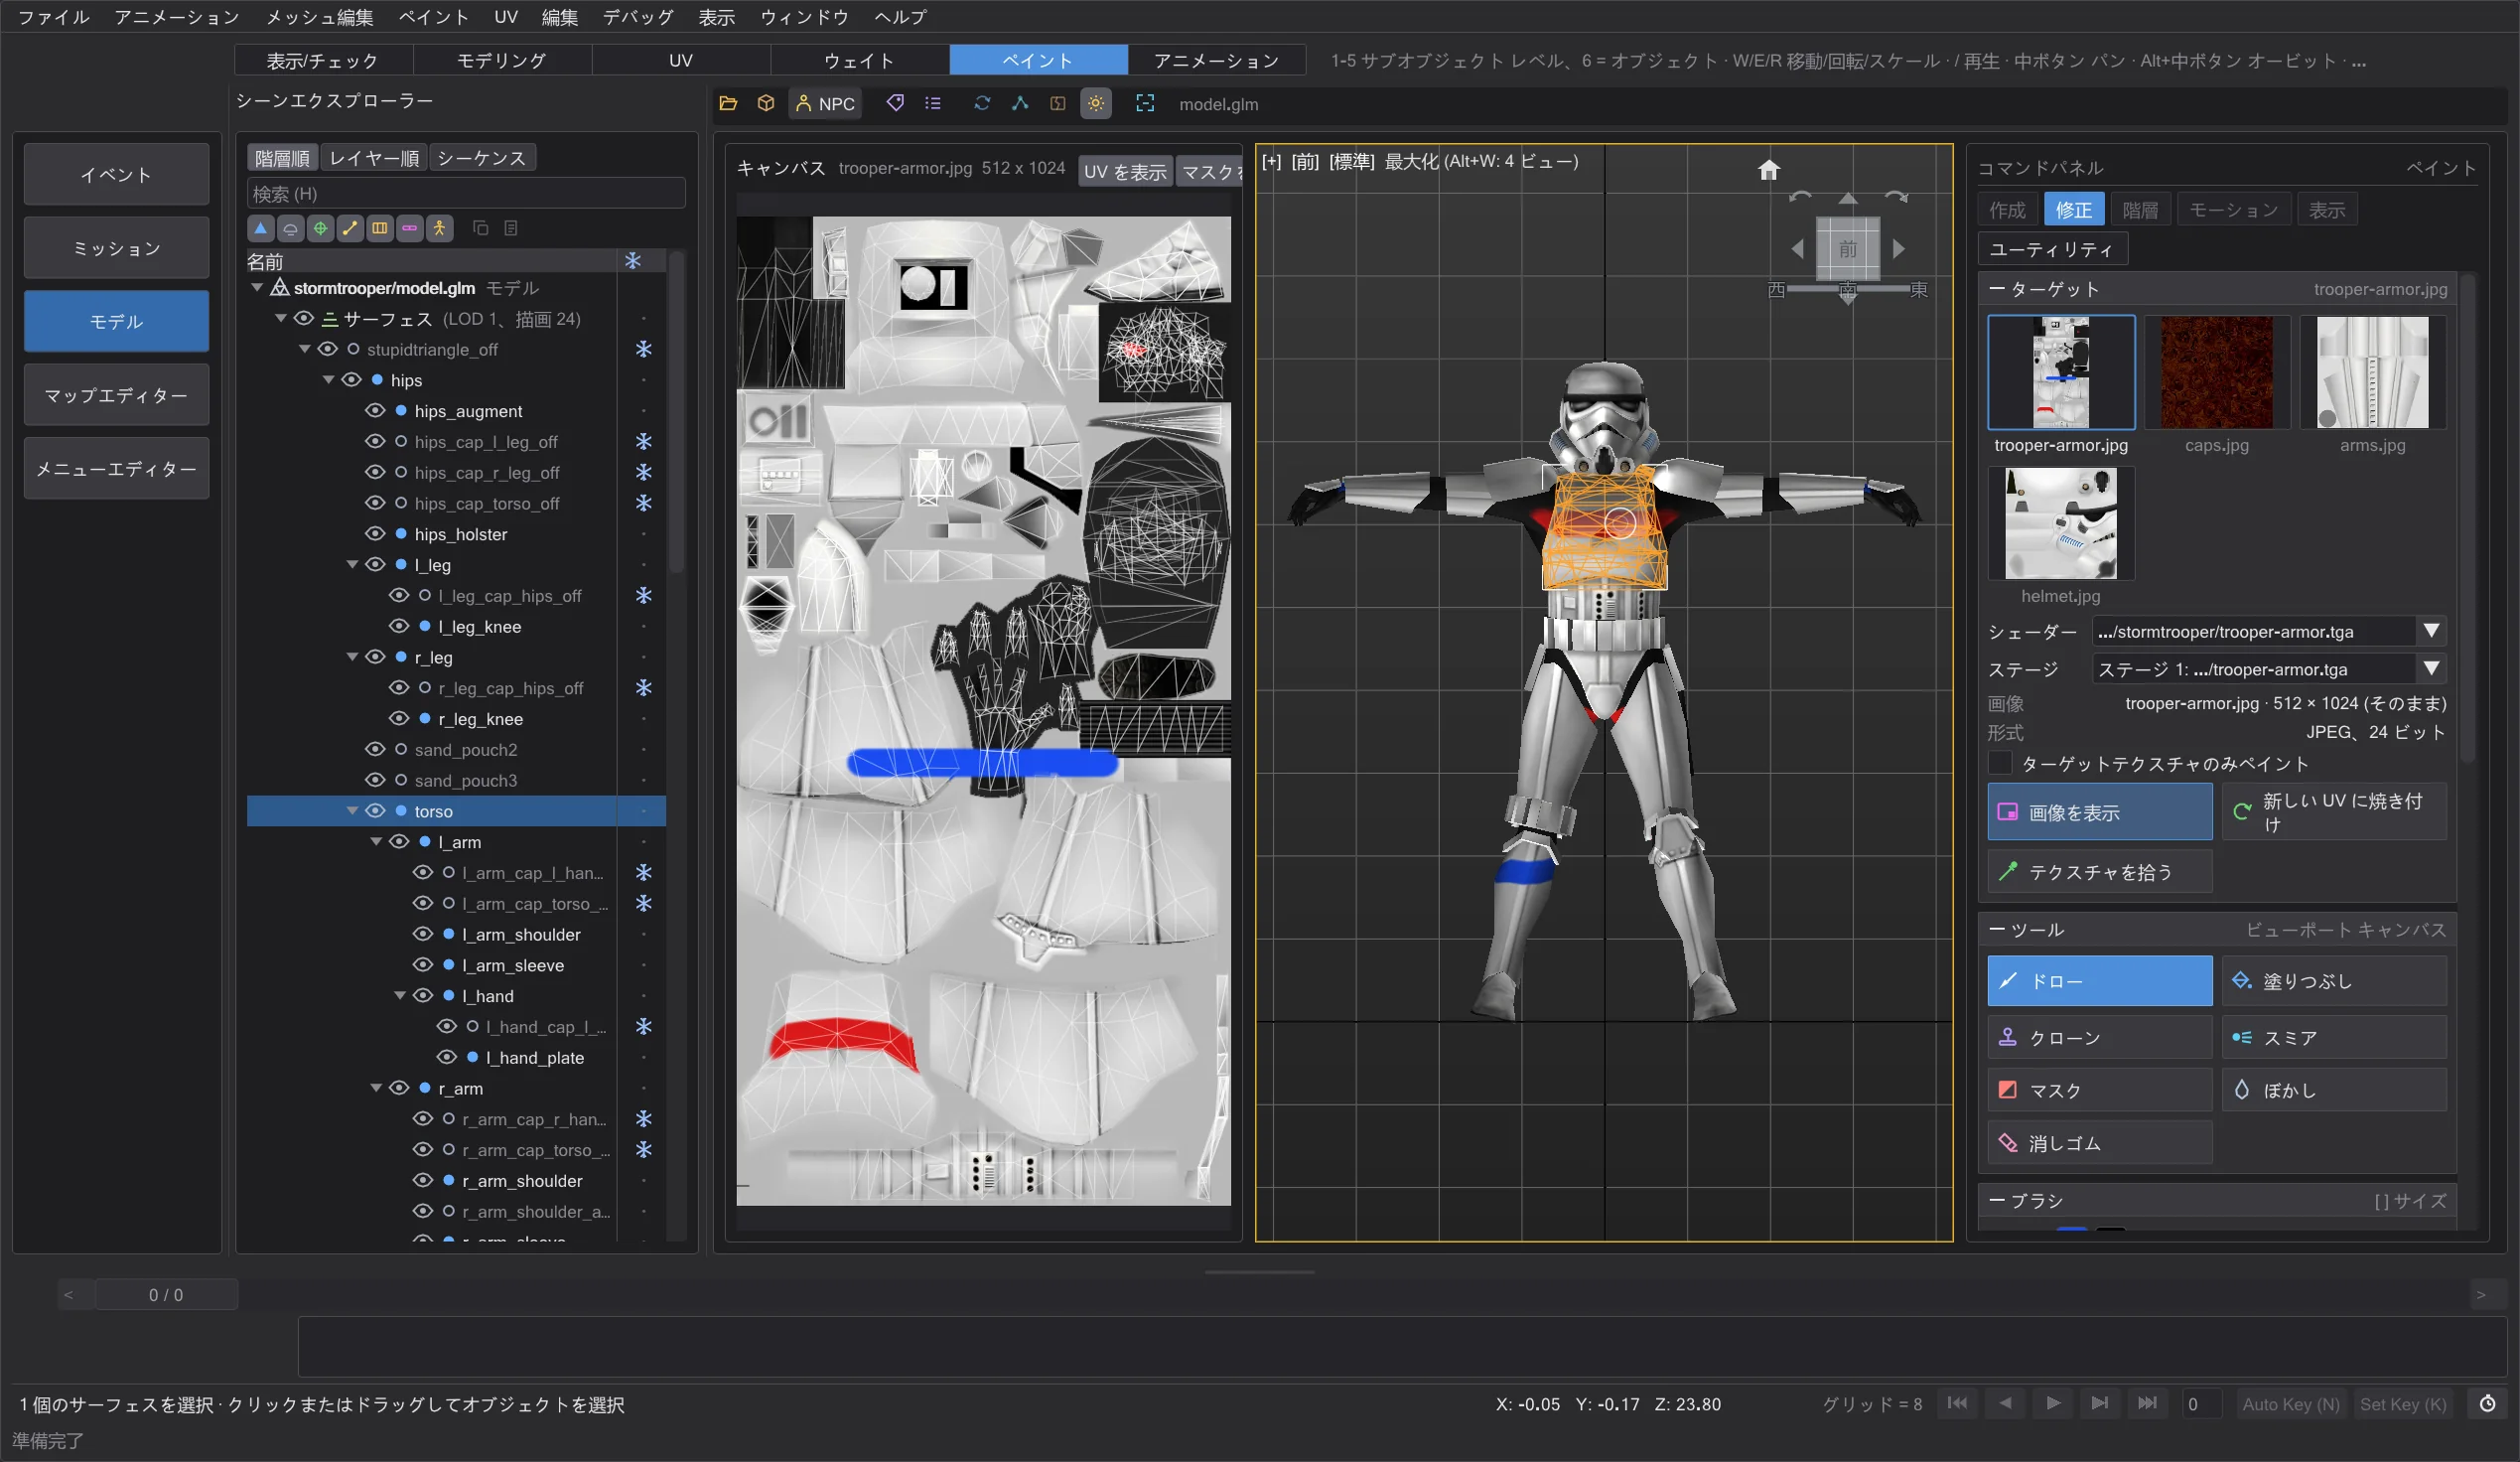 ファイル アニメーション メッシュ編集 ペイント UV 編集 デバッグ 表示 ウィンドウ ヘルプ
表示/チェック モデリング UV ウェイト ペイント アニメーション 1-5 サブオブジェクト レベル、6 = オブジェクト · W/E/R 移動/回転/スケール · / 再生 · 中ボタン パン · Alt+中ボタン オービット · ...
シーンエクスプローラー
NPC model.glm
イベント
ミッション
モデル
マップエディター
メニューエディター
階層順 レイヤー順 シーケンス
検索 (H)
名前
stormtrooper/model.glm モデル
サーフェス (LOD 1、描画 24)
stupidtriangle_off
hips
hips_augment
hips_cap_l_leg_off
hips_cap_r_leg_off
hips_cap_torso_off
hips_holster
l_leg
l_leg_cap_hips_off
l_leg_knee
r_leg
r_leg_cap_hips_off
r_leg_knee
sand_pouch2
sand_pouch3
torso
l_arm
l_arm_cap_l_han...
l_arm_cap_torso_...
l_arm_shoulder
l_arm_sleeve
l_hand
l_hand_cap_l_...
l_hand_plate
r_arm
r_arm_cap_r_han...
r_arm_cap_torso_...
r_arm_shoulder
r_arm_shoulder_a...
キャンバス trooper-armor.jpg 512 x 1024 UV を表示 マスクを
[+] [前] [標準] 最大化 (Alt+W: 4 ビュー)
前
西 南 東
コマンドパネル ペイント
作成 修正 階層 モーション 表示
ユーティリティ
ターゲット trooper-armor.jpg
trooper-armor.jpg caps.jpg arms.jpg
helmet.jpg
シェーダー .../stormtrooper/trooper-armor.tga
ステージ ステージ 1: .../trooper-armor.tga
画像 trooper-armor.jpg · 512 × 1024 (そのまま)
形式 JPEG、24 ビット
ターゲットテクスチャのみペイント
画像を表示 新しい UV に焼き付け
テクスチャを拾う
ツール ビューポート キャンバス
ドロー 塗りつぶし
クローン スミア
マスク ぼかし
消しゴム
ブラシ [ ] サイズ
< 0 / 0 >
1 個のサーフェスを選択 · クリックまたはドラッグしてオブジェクトを選択 X: -0.05 Y: -0.17 Z: 23.80 グリッド = 8 0 Auto Key (N) Set Key (K)
準備完了